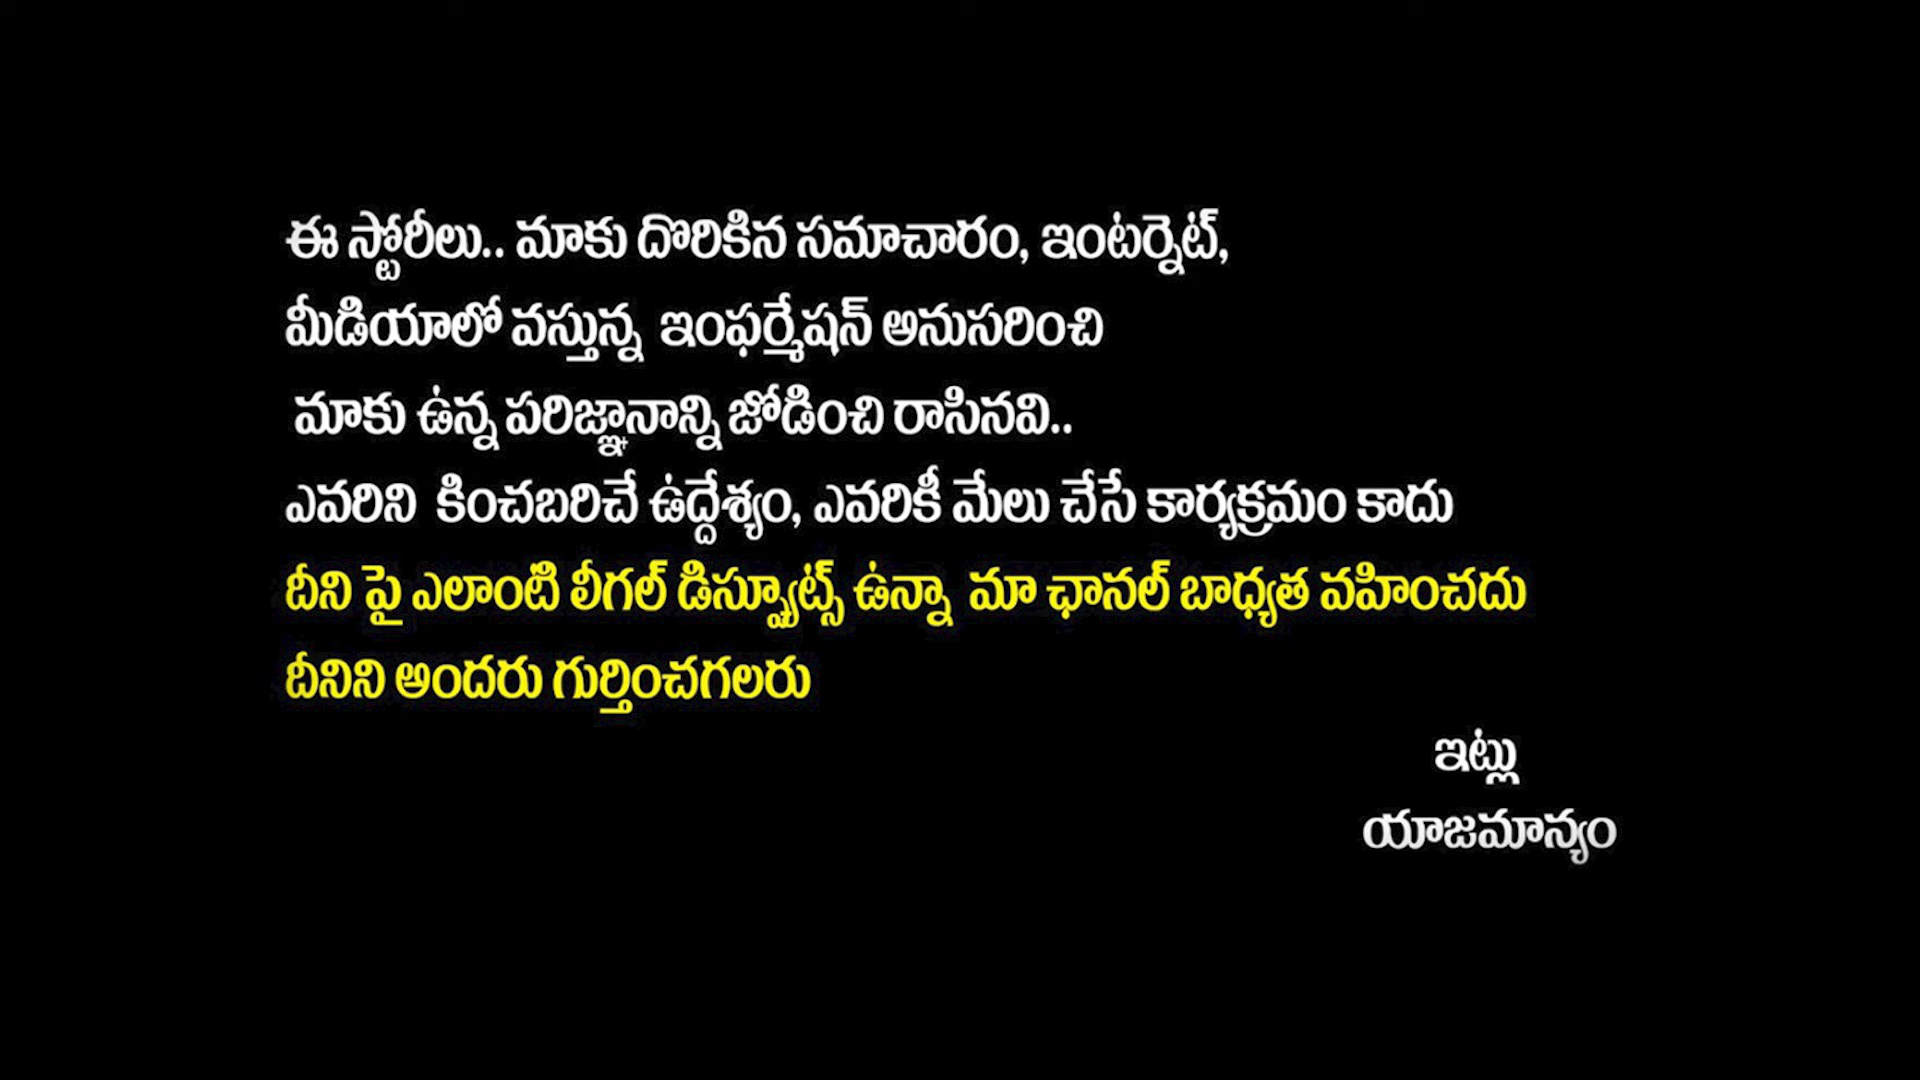 ఈ స్టోరీలు.. మాకు దొరికిన సమాచారం, ఇంటర్నెట్,
మీడియాలో వస్తున్న ఇంఫర్మేషన్ అనుసరించి
మాకు ఉన్న పరిజ్ఞానాన్ని జోడించి రాసినవి..
ఎవరిని కించబరిచే ఉద్దేశ్యం, ఎవరికీ మేలు చేసే కార్యక్రమం కాదు
దీని పై ఎలాంటి లీగల్ డిస్ప్యూట్స్ ఉన్నా మా ఛానల్ బాధ్యత వహించదు
దీనిని అందరు గుర్తించగలరు
ఇట్లు
యాజమాన్యం